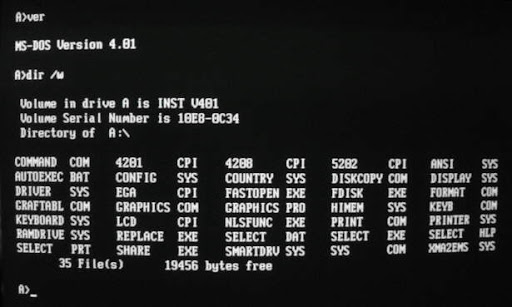 A>ver
MS-DOS Version 4.01
A>dir /w
Volume in drive A is INST V401
Volume Serial Number is 10E8-0C34
Directory of A:\
COMMAND COM 4201 CPI 4208 CPI 5202 CPI ANSI SYS
AUTOEXEC BAT CONFIG SYS COUNTRY SYS DISKCOPY COM DISPLAY SYS
DRIVER SYS EGA CPI FASTOPEN EXE FDISK EXE FORMAT COM
GRAFTABL COM GRAPHICS COM GRAPHICS PRO HIMEM SYS KEYB COM
KEYBOARD SYS LCD CPI NLSFUNC EXE PRINT COM PRINTER SYS
RAMDRIVE SYS REPLACE EXE SELECT DAT SELECT EXE SELECT HLP
SELECT PRT SHARE EXE SMARTDRV SYS SYS COM XMA2EMS SYS
35 File(s) 19456 bytes free
A>_